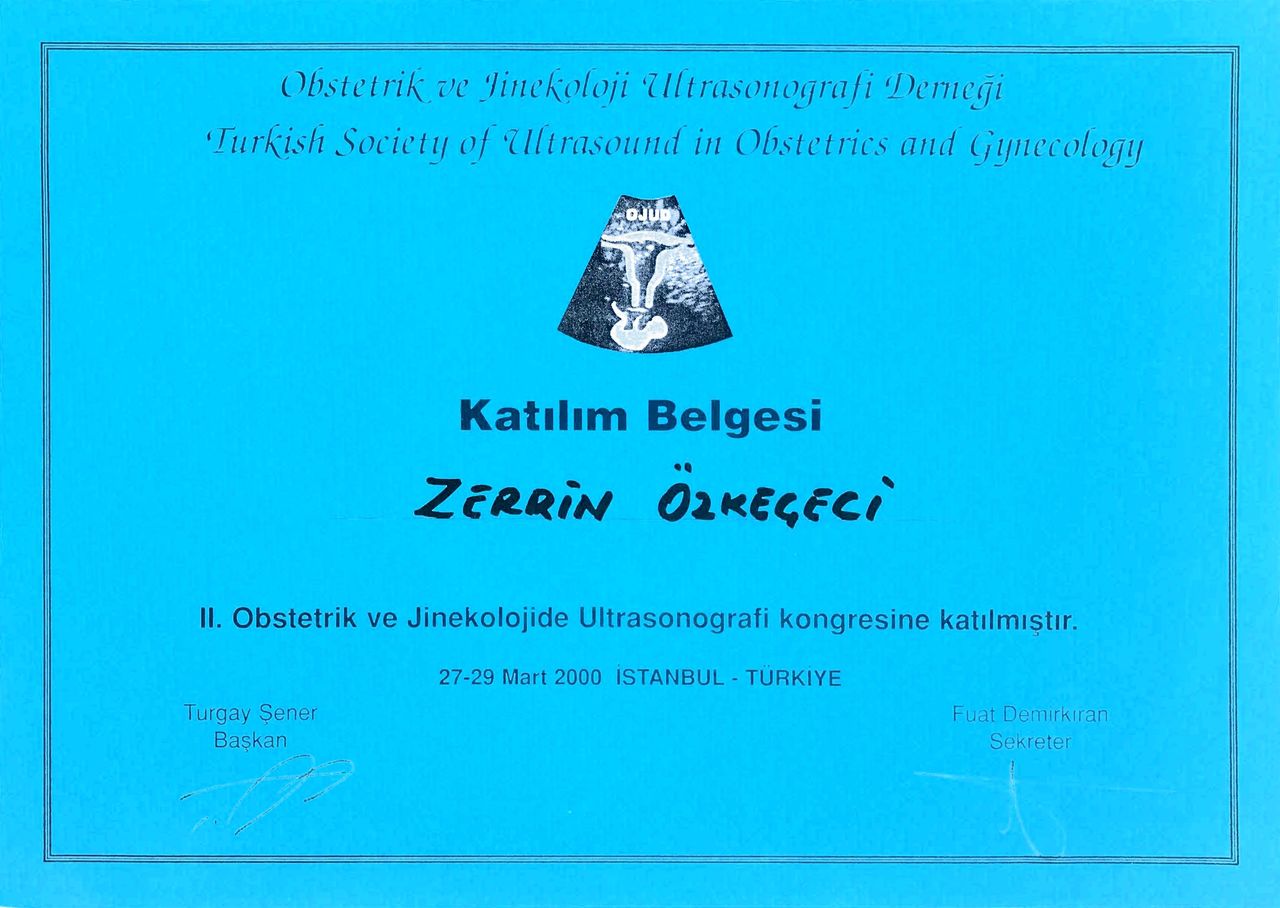 Obstetrik ve Jinekoloji Ultrasonografi Derneği
Turkish Society of Ultrasound in Obstetrics and Gynecology
OJUD
Katılım Belgesi
ZERRİN ÖZKEÇECİ
II. Obstetrik ve Jinekolojide Ultrasonografi kongresine katılmıştır.
27-29 Mart 2000 İSTANBUL - TÜRKIYE
Turgay Şener
Başkan
Fuat Demirkıran
Sekreter